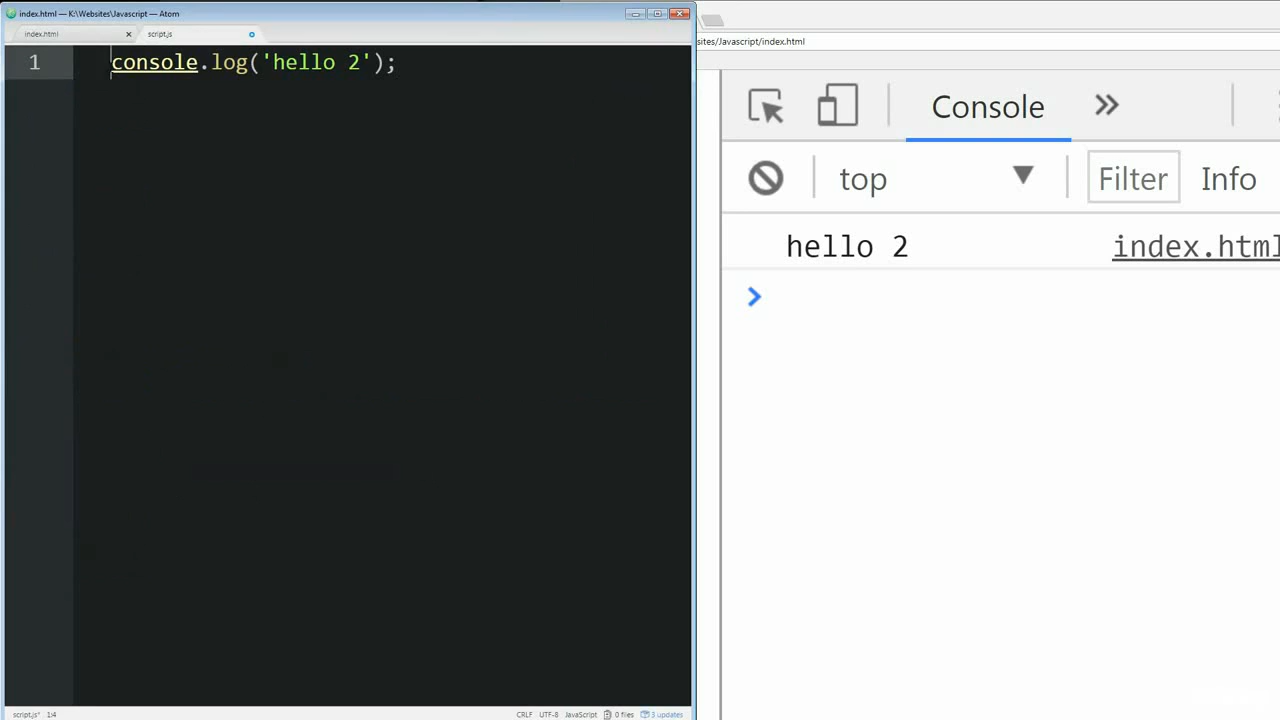 index.html — K:\Websites\Javascript — Atom
index.html
script.js
1 console.log('hello 2');
script.js* 1:4
CRLF UTF-8 JavaScript 0 files 3 updates
sites/Javascript/index.html
Console
top Filter Info
hello 2 index.html